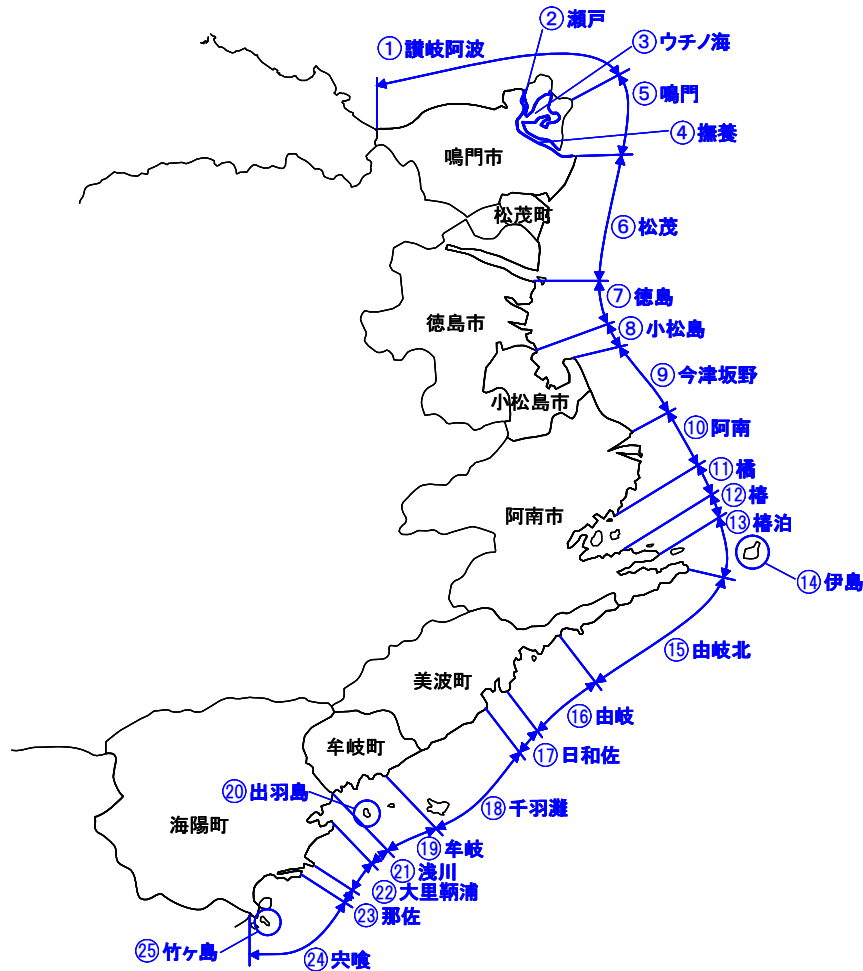 ②瀬戸
①讃岐阿波
③ウチノ海
⑤鳴門
④撫養
鳴門市
松茂町
⑥松茂
⑦徳島
徳島市
⑧小松島
⑨今津坂野
小松島市
⑩阿南
⑪橘
⑫椿
阿南市
⑬椿泊
⑭伊島
⑮由岐北
美波町
⑯由岐
牟岐町
⑰日和佐
⑳出羽島
⑱千羽灘
海陽町
⑲牟岐
㉑浅川
㉒大里鞆浦
㉓那佐
㉕竹ヶ島
㉔宍喰